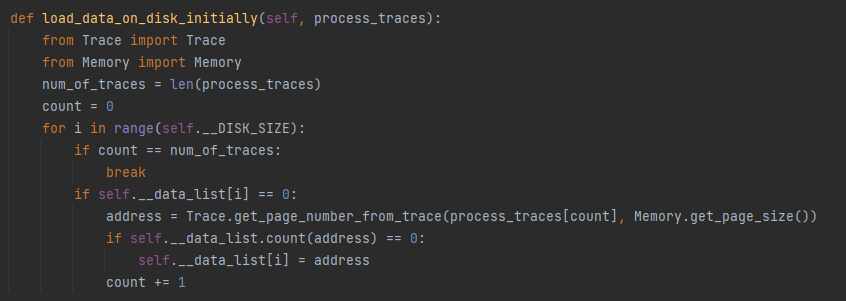 def load_data_on_disk_initially(self, process_traces):
    from Trace import Trace
    from Memory import Memory
    num_of_traces = len(process_traces)
    count = 0
    for i in range(self.__DISK_SIZE):
        if count == num_of_traces:
            break
        if self.__data_list[i] == 0:
            address = Trace.get_page_number_from_trace(process_traces[count], Memory.get_page_size())
            if self.__data_list.count(address) == 0:
                self.__data_list[i] = address
            count += 1